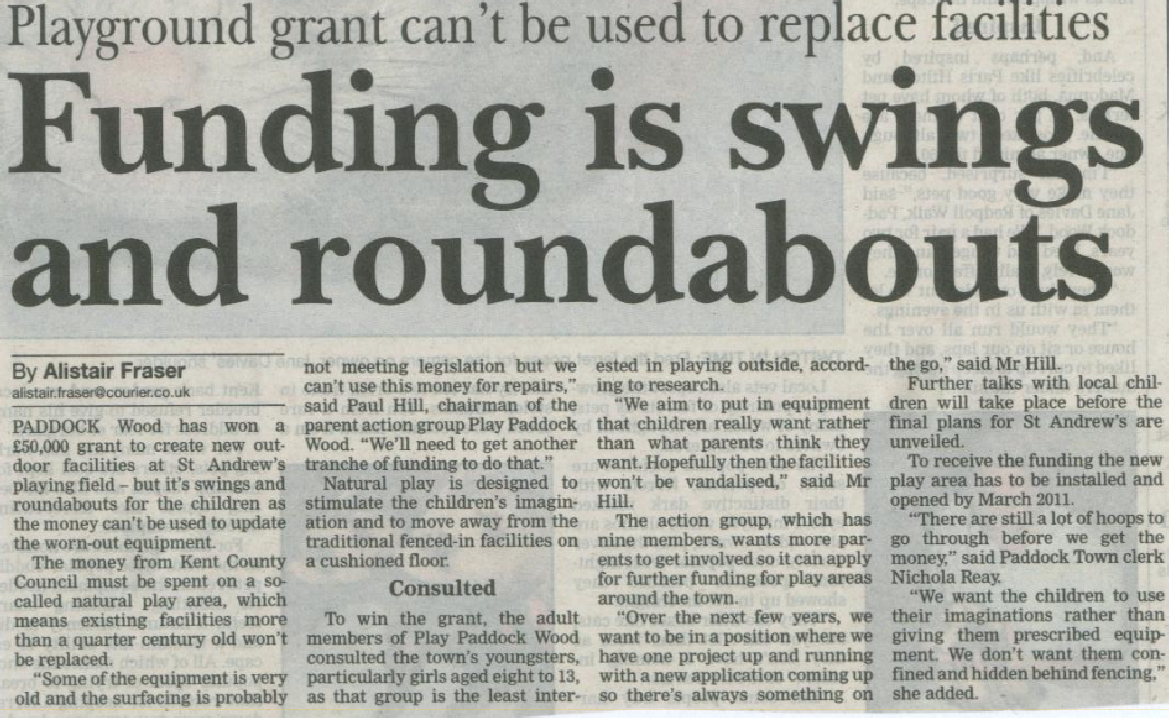 Playground grant can't be used to replace facilities
Funding is swings
and roundabouts
By Alistair Fraser
alistair.fraser@courier.co.uk
PADDOCK Wood has won a
£50,000 grant to create new out-
door facilities at St Andrew's
playing field – but it's swings and
roundabouts for the children as
the money can't be used to update
the worn-out equipment.
The money from Kent County
Council must be spent on a so-
called natural play area, which
means existing facilities more
than a quarter century old won't
be replaced.
"Some of the equipment is very
old and the surfacing is probably
not meeting legislation but we
can't use this money for repairs,"
said Paul Hill, chairman of the
parent action group Play Paddock
Wood. "We'll need to get another
tranche of funding to do that."
Natural play is designed to
stimulate the children's imagin-
ation and to move away from the
traditional fenced-in facilities on
a cushioned floor.
Consulted
To win the grant, the adult
members of Play Paddock Wood
consulted the town's youngsters,
particularly girls aged eight to 13,
as that group is the least inter-
ested in playing outside, accord-
ing to research.
"We aim to put in equipment
that children really want rather
than what parents think they
want. Hopefully then the facilities
won't be vandalised," said Mr
Hill.
The action group, which has
nine members, wants more par-
ents to get involved so it can apply
for further funding for play areas
around the town.
"Over the next few years, we
want to be in a position where we
have one project up and running
with a new application coming up
so there's always something on
the go," said Mr Hill.
Further talks with local chil-
dren will take place before the
final plans for St Andrew's are
unveiled.
To receive the funding the new
play area has to be installed and
opened by March 2011.
"There are still a lot of hoops to
go through before we get the
money," said Paddock Town clerk
Nichola Reay.
"We want the children to use
their imaginations rather than
giving them prescribed equip-
ment. We don't want them con-
fined and hidden behind fencing,"
she added.